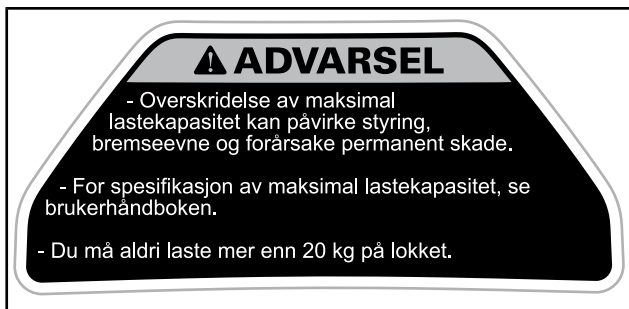 ADVARSEL
- Overskridelse av maksimal
lastekapasitet kan påvirke styring,
bremseevne og forårsake permanent skade.
- For spesifikasjon av maksimal lastekapasitet, se
brukerhåndboken.
- Du må aldri laste mer enn 20 kg på lokket.